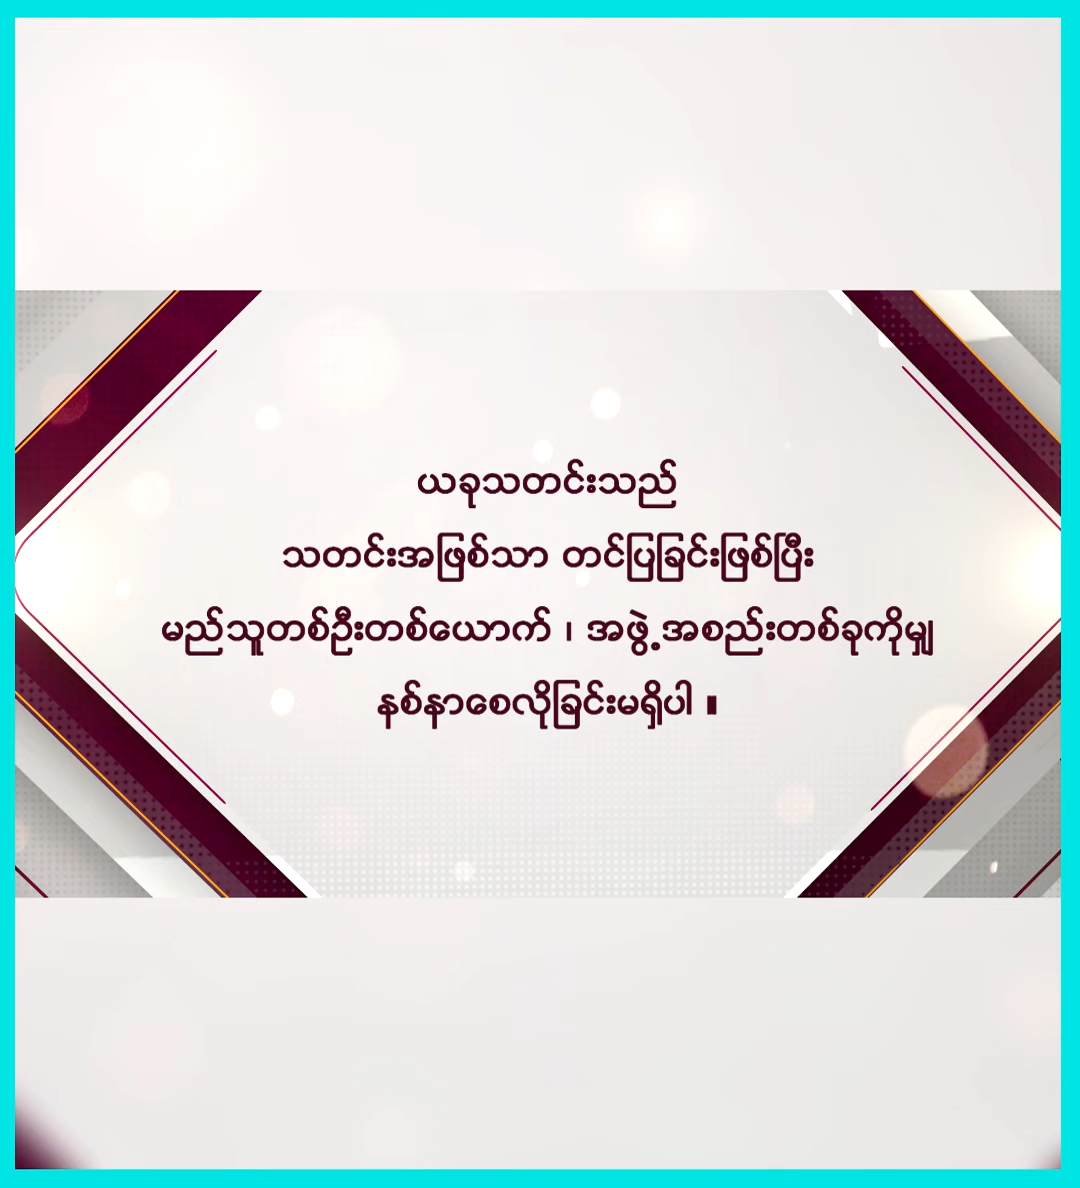 ယခုသတင်းသည်
သတင်းအဖြစ်သာ တင်ပြခြင်းဖြစ်ပြီး
မည်သူတစ်ဦးတစ်ယောက် ၊ အဖွဲ့အစည်းတစ်ခုကိုမျှ
နစ်နာစေလိုခြင်းမရှိပါ ။